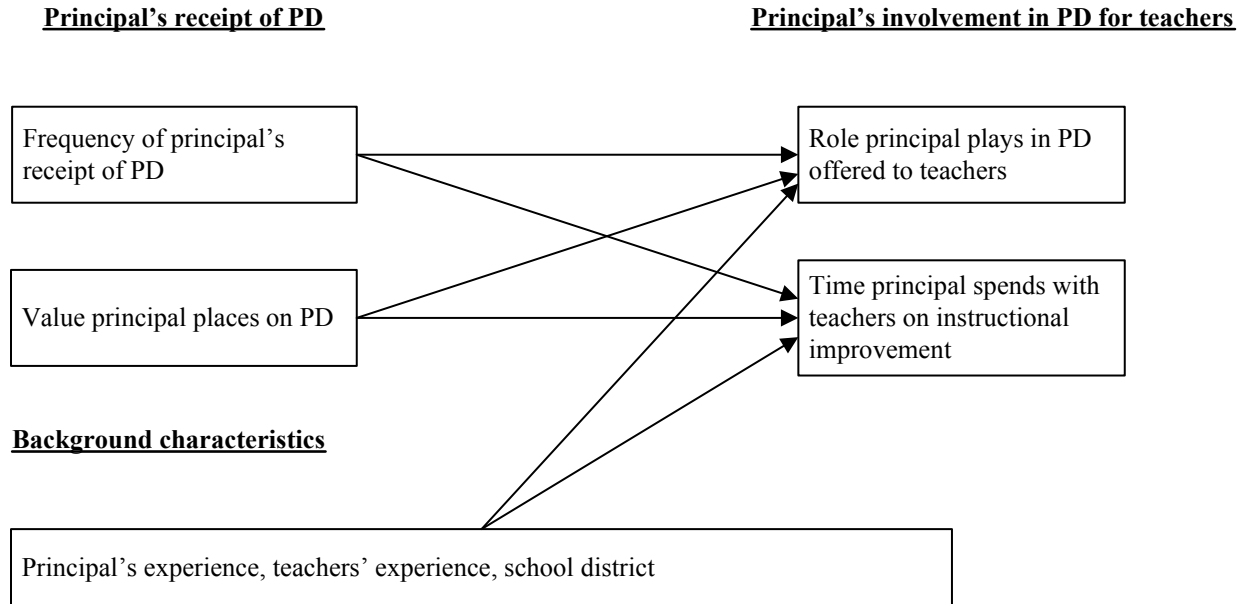 Principal’s receipt of PD
Principal’s involvement in PD for teachers
Frequency of principal’s
receipt of PD
Role principal plays in PD
offered to teachers
Value principal places on PD
Time principal spends with
teachers on instructional
improvement
Background characteristics
Principal’s experience, teachers’ experience, school district